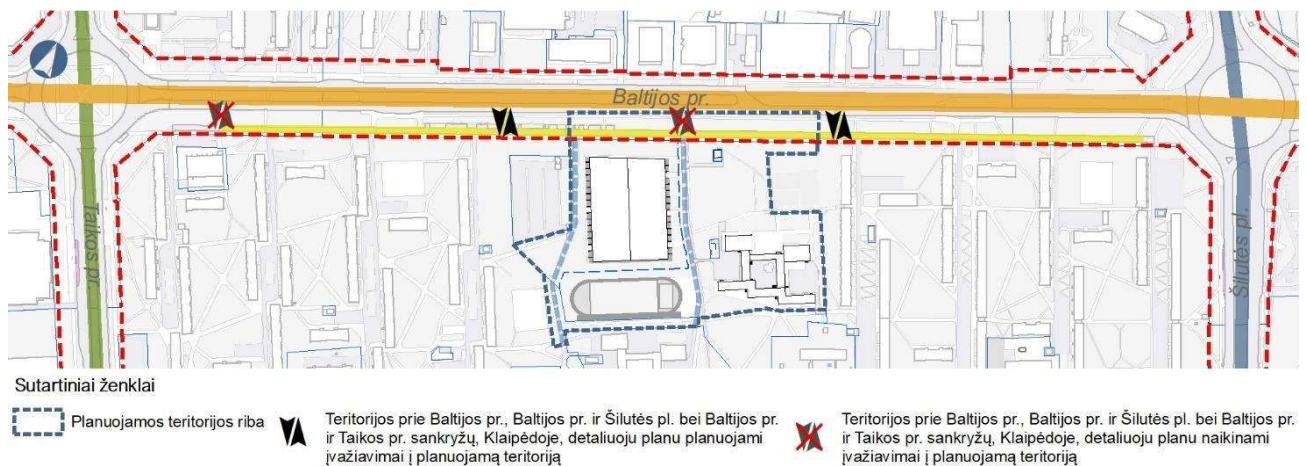 Baltijos pr.
Taikos pr.
Šilutės pl.
Sutartiniai ženklai
Planuojamos teritorijos riba
Teritorijos prie Baltijos pr., Baltijos pr. ir Šilutės pl. bei Baltijos pr.
ir Taikos pr. sankryžų, Klaipėdoje, detaliuoju planu planuojami
įvažiavimai į planuojamą teritoriją
Teritorijos prie Baltijos pr., Baltijos pr. ir Šilutės pl. bei Baltijos pr.
ir Taikos pr. sankryžų, Klaipėdoje, detaliuoju planu naikinami
įvažiavimai į planuojamą teritoriją